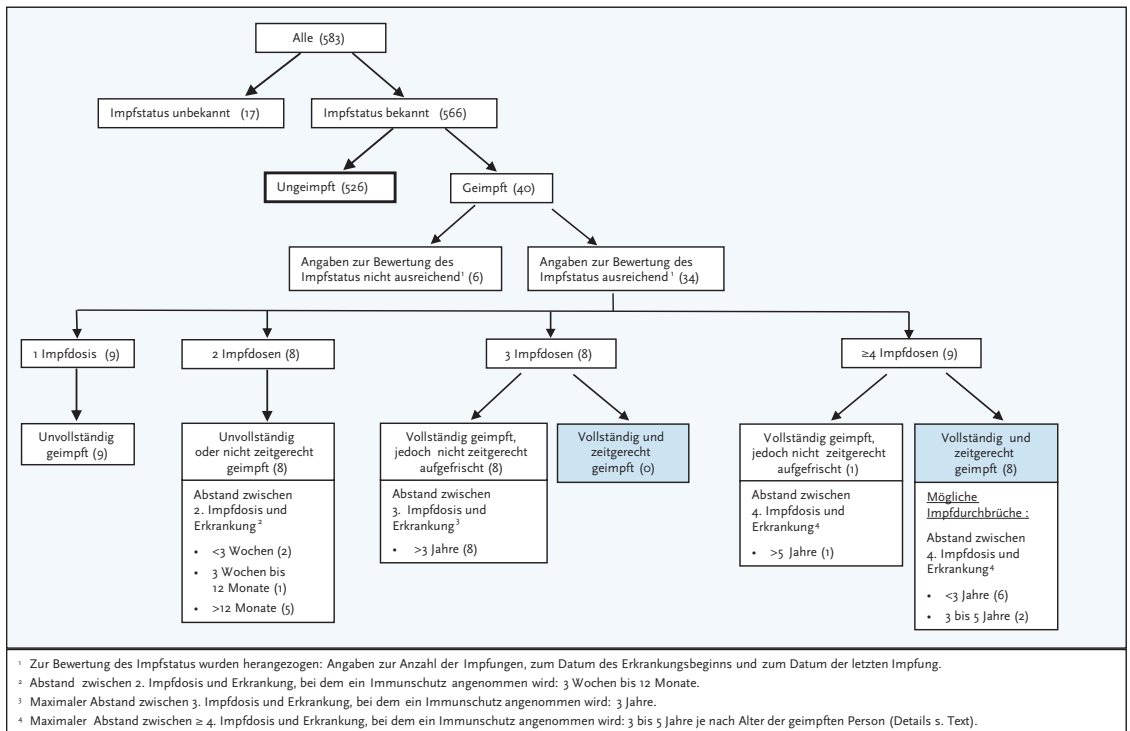 Alle (583)
Impfstatus unbekannt (17)
Impfstatus bekannt (566)
Ungeimpft (526)
Geimpft (40)
Angaben zur Bewertung des
Impfstatus nicht ausreichend¹ (6)
Angaben zur Bewertung des
Impfstatus ausreichend¹ (34)
1 Impfdosis (9)
2 Impfdosen (8)
3 Impfdosen (8)
≥4 Impfdosen (9)
Unvollständig
geimpft (9)
Unvollständig
oder nicht zeitgerecht
geimpft (8)
Abstand zwischen
2. Impfdosis und
Erkrankung²
• <3 Wochen (2)
• 3 Wochen bis
12 Monate (1)
• >12 Monate (5)
Vollständig geimpft,
jedoch nicht zeitgerecht
aufgefrischt (8)
Abstand zwischen
3. Impfdosis und
Erkrankung³
• >3 Jahre (8)
Vollständig und
zeitgerecht
geimpft (0)
Vollständig geimpft,
jedoch nicht zeitgerecht
aufgefrischt (1)
Abstand zwischen
4. Impfdosis und
Erkrankung⁴
• >5 Jahre (1)
Vollständig und
zeitgerecht
geimpft (8)
Mögliche
Impfdurchbrüche :
Abstand zwischen
4. Impfdosis und
Erkrankung⁴
• <3 Jahre (6)
• 3 bis 5 Jahre (2)
¹ Zur Bewertung des Impfstatus wurden herangezogen: Angaben zur Anzahl der Impfungen, zum Datum des Erkrankungsbeginns und zum Datum der letzten Impfung.
² Abstand zwischen 2. Impfdosis und Erkrankung, bei dem ein Immunschutz angenommen wird: 3 Wochen bis 12 Monate.
³ Maximaler Abstand zwischen 3. Impfdosis und Erkrankung, bei dem ein Immunschutz angenommen wird: 3 Jahre.
⁴ Maximaler Abstand zwischen ≥ 4. Impfdosis und Erkrankung, bei dem ein Immunschutz angenommen wird: 3 bis 5 Jahre je nach Alter der geimpften Person (Details s. Text).